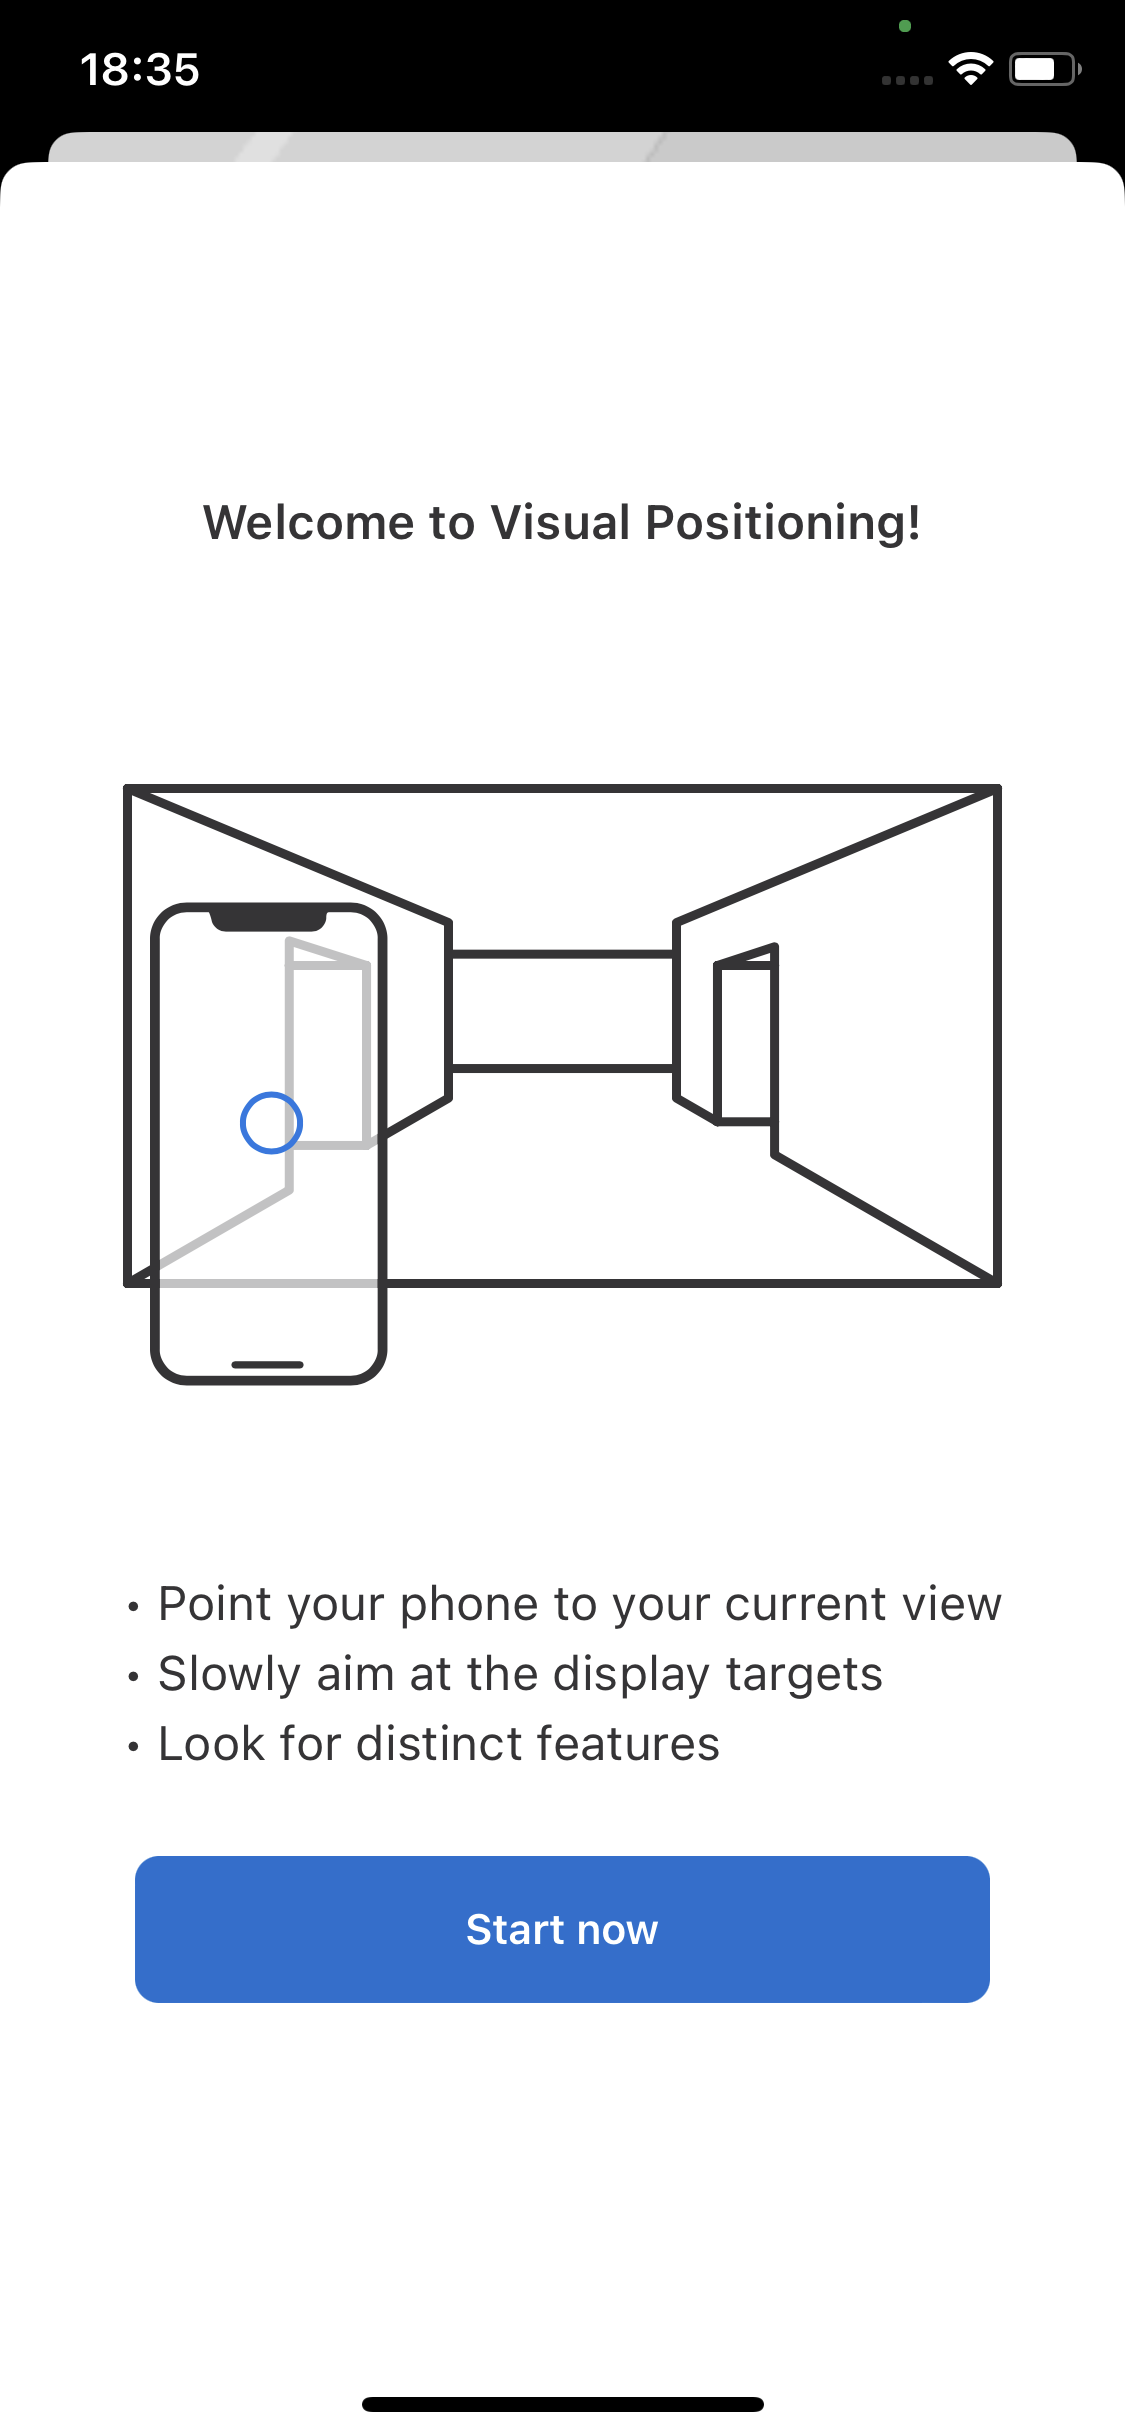 18:35
Welcome to Visual Positioning!
• Point your phone to your current view
• Slowly aim at the display targets
• Look for distinct features
Start now